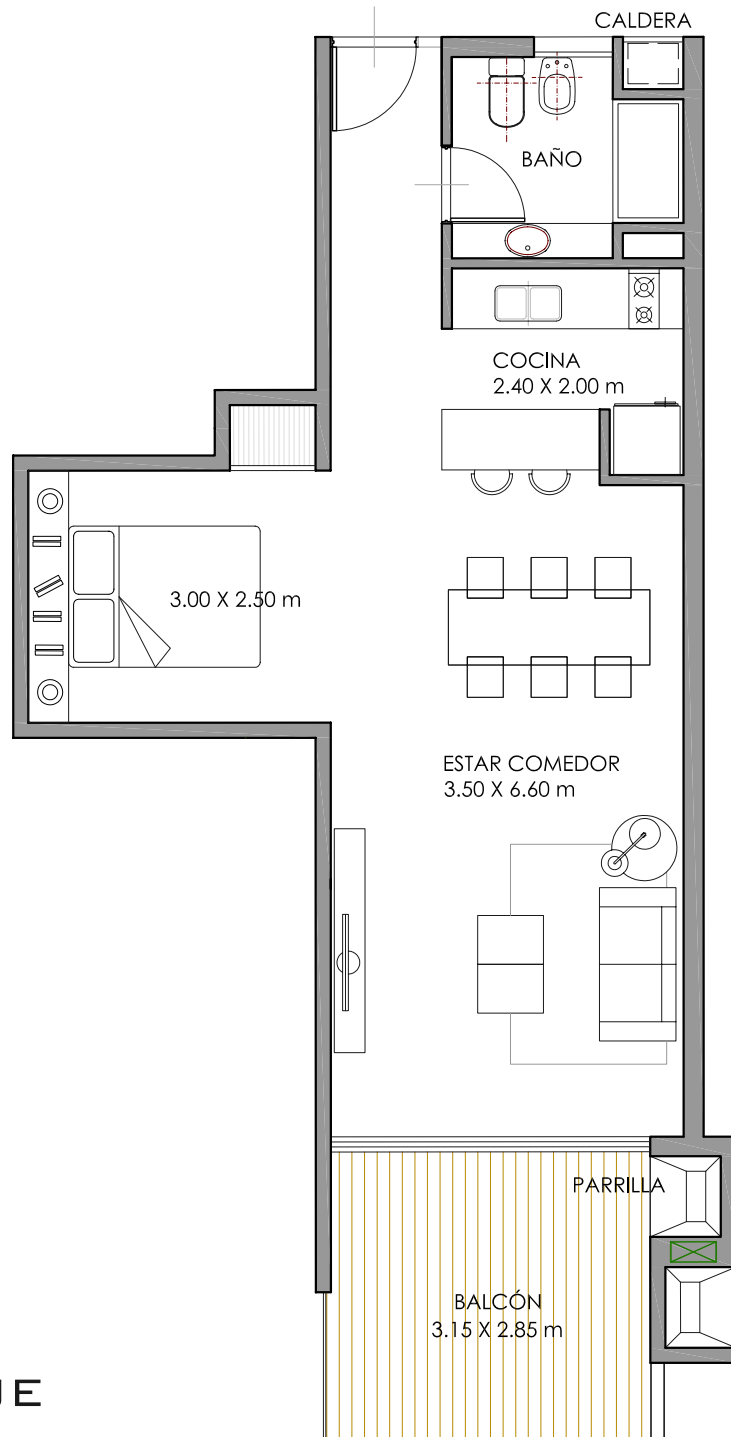 CALDERA
BAÑO
COCINA
2.40 X 2.00 m
3.00 X 2.50 m
ESTAR COMEDOR
3.50 X 6.60 m
PARRILLA
BALCÓN
3.15 X 2.85 m